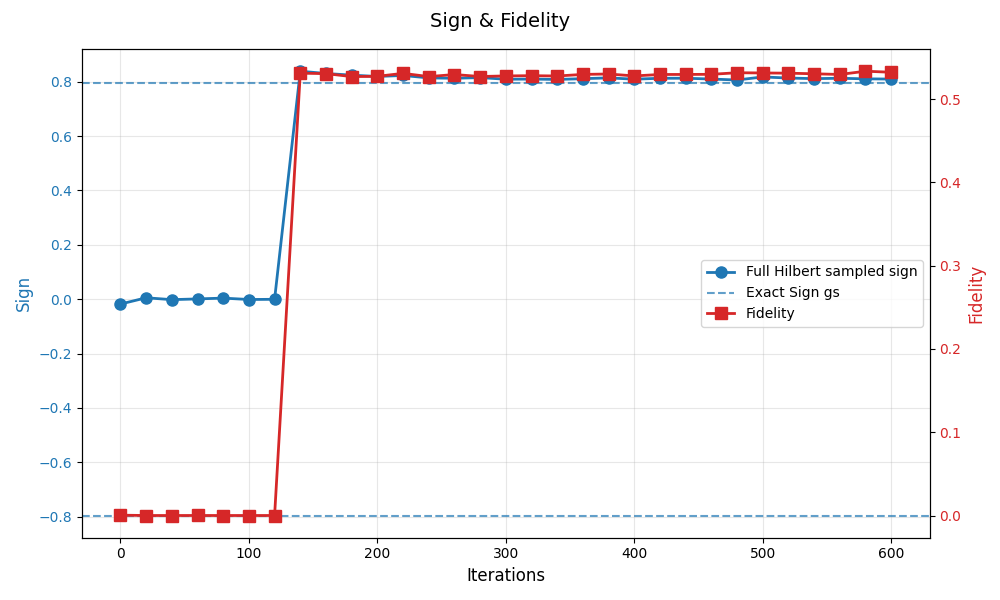 Sign & Fidelity
0.8
0.6
0.4
0.2
0.0
−0.2
−0.4
−0.6
−0.8
Sign
0.5
0.4
0.3
0.2
0.1
0.0
Fidelity
Full Hilbert sampled sign
Exact Sign gs
Fidelity
0 100 200 300 400 500 600
Iterations